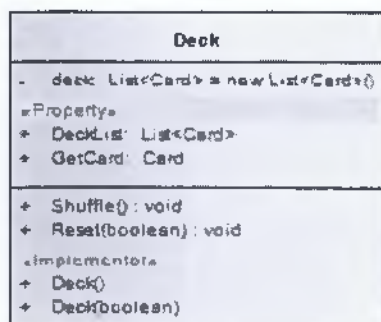 Deck
- deck: List<Card> = new List<Card>()
«Property»
+ DeckList: List<Card>
+ GetCard: Card
+ Shuffle() : void
+ Reset(boolean) : void
«Implementor»
+ Deck()
+ Deck(boolean)